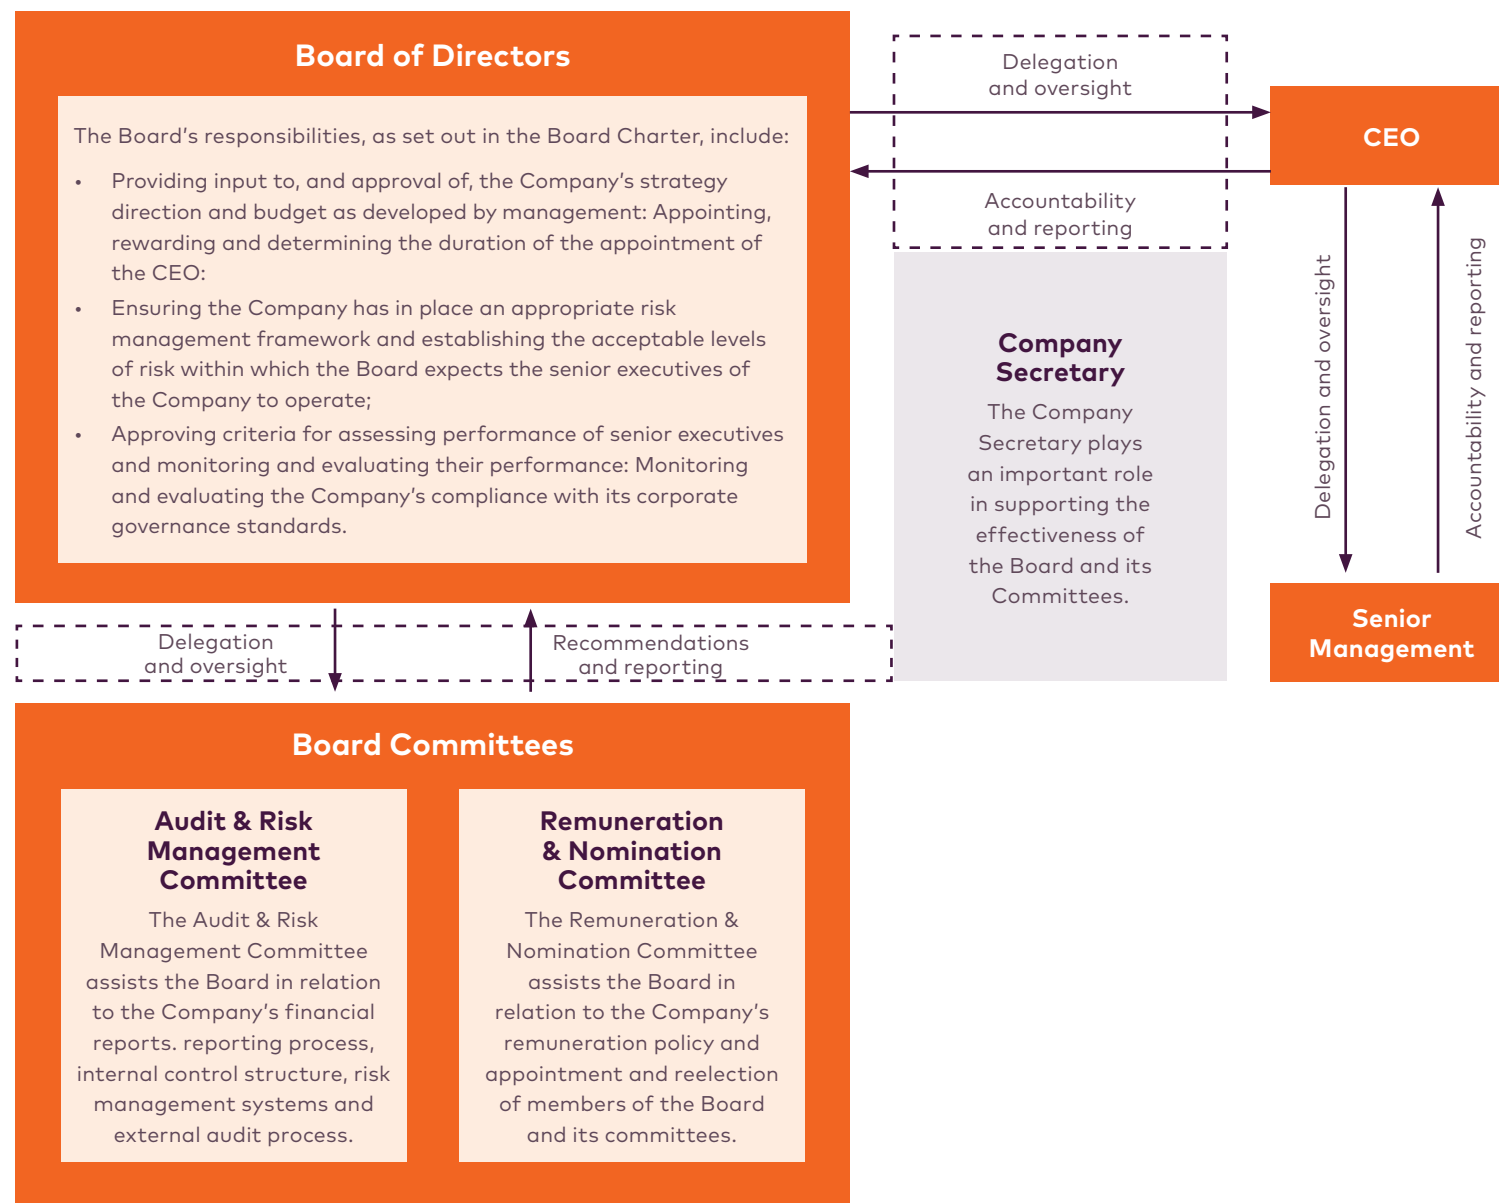 Board of Directors
The Board's responsibilities, as set out in the Board Charter, include:
• Providing input to, and approval of, the Company's strategy
direction and budget as developed by management: Appointing,
rewarding and determining the duration of the appointment of
the CEO:
• Ensuring the Company has in place an appropriate risk
management framework and establishing the acceptable levels
of risk within which the Board expects the senior executives of
the Company to operate;
• Approving criteria for assessing performance of senior executives
and monitoring and evaluating their performance: Monitoring
and evaluating the Company's compliance with its corporate
governance standards.
Delegation
and oversight
Accountability
and reporting
CEO
Company
Secretary
The Company
Secretary plays
an important role
in supporting the
effectiveness of
the Board and its
Committees.
Delegation and oversight
Accountability and reporting
Senior
Management
Delegation
and oversight
Recommendations
and reporting
Board Committees
Audit & Risk
Management
Committee
The Audit & Risk
Management Committee
assists the Board in relation
to the Company's financial
reports. reporting process,
internal control structure, risk
management systems and
external audit process.
Remuneration
& Nomination
Committee
The Remuneration &
Nomination Committee
assists the Board in
relation to the Company's
remuneration policy and
appointment and reelection
of members of the Board
and its committees.